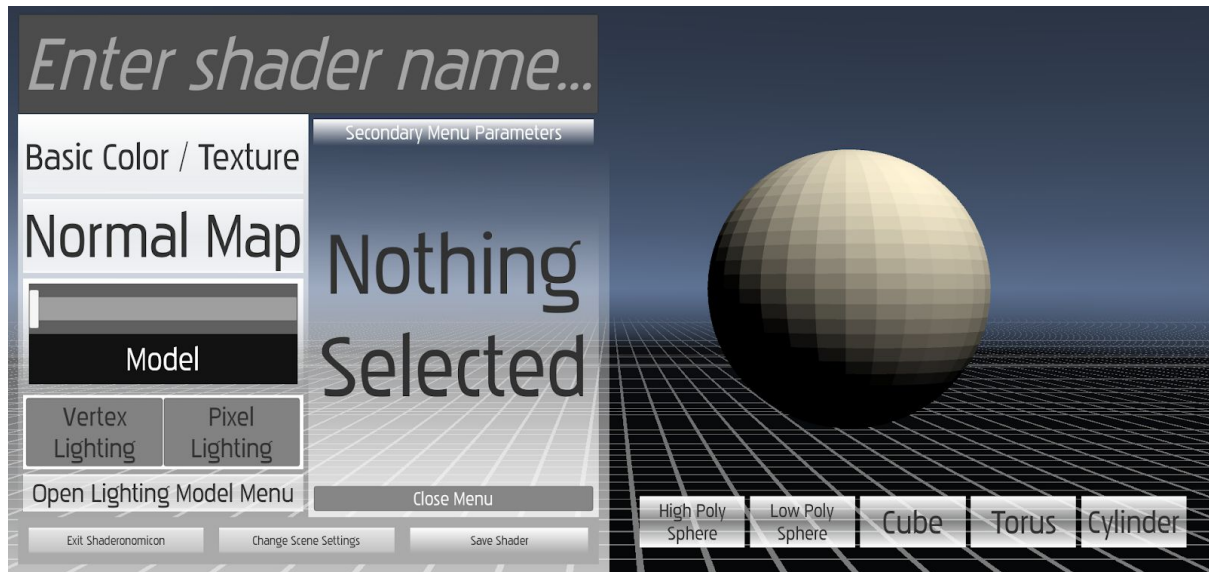 Enter shader name...
Basic Color / Texture
Normal Map
Model
Vertex
Lighting
Pixel
Lighting
Open Lighting Model Menu
Secondary Menu Parameters
Nothing
Selected
Close Menu
Exit Shaderonomicon
Change Scene Settings
Save Shader
High Poly
Sphere
Low Poly
Sphere
Cube
Torus
Cylinder